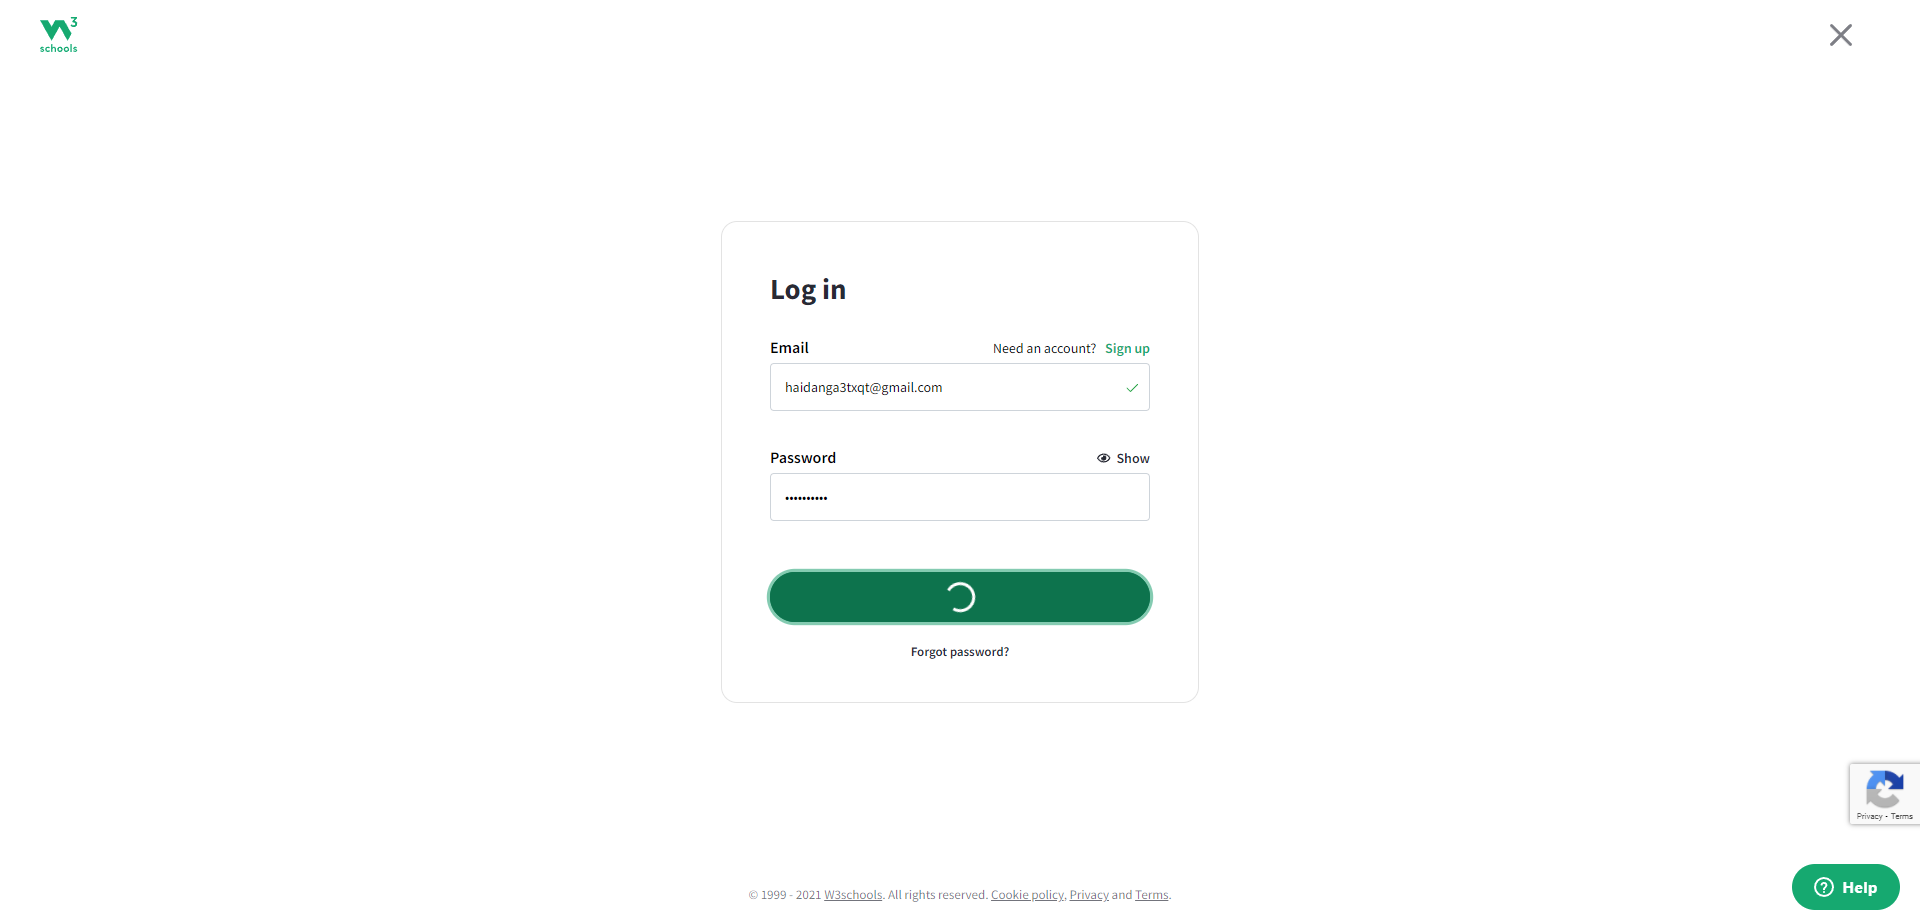 W3
schools
Log in
Email
Need an account? Sign up
haidanga3txqt@gmail.com
Password
Show
••••••••••
Forgot password?
Privacy - Terms
© 1999 - 2021 W3schools. All rights reserved. Cookie policy, Privacy and Terms.
Help